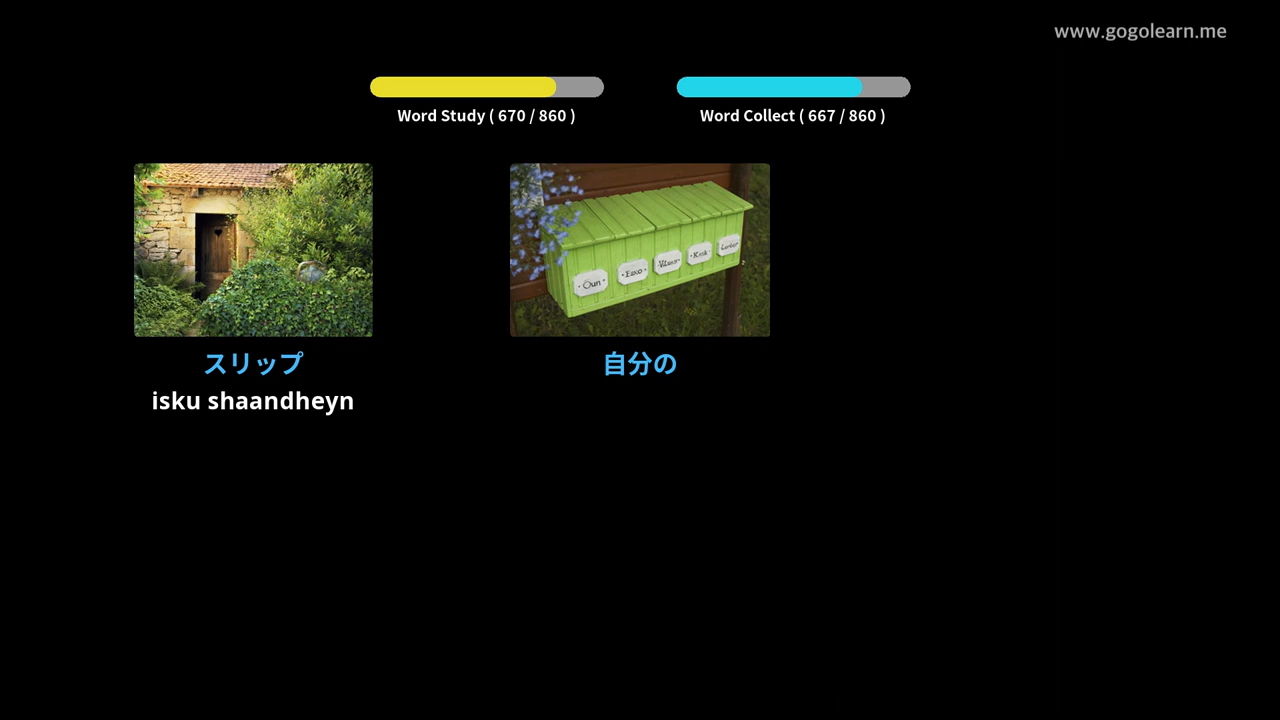 www.gogolearn.me
Word Study ( 670 / 860 )
Word Collect ( 667 / 860 )
Oun
スリップ
自分の
isku shaandheyn